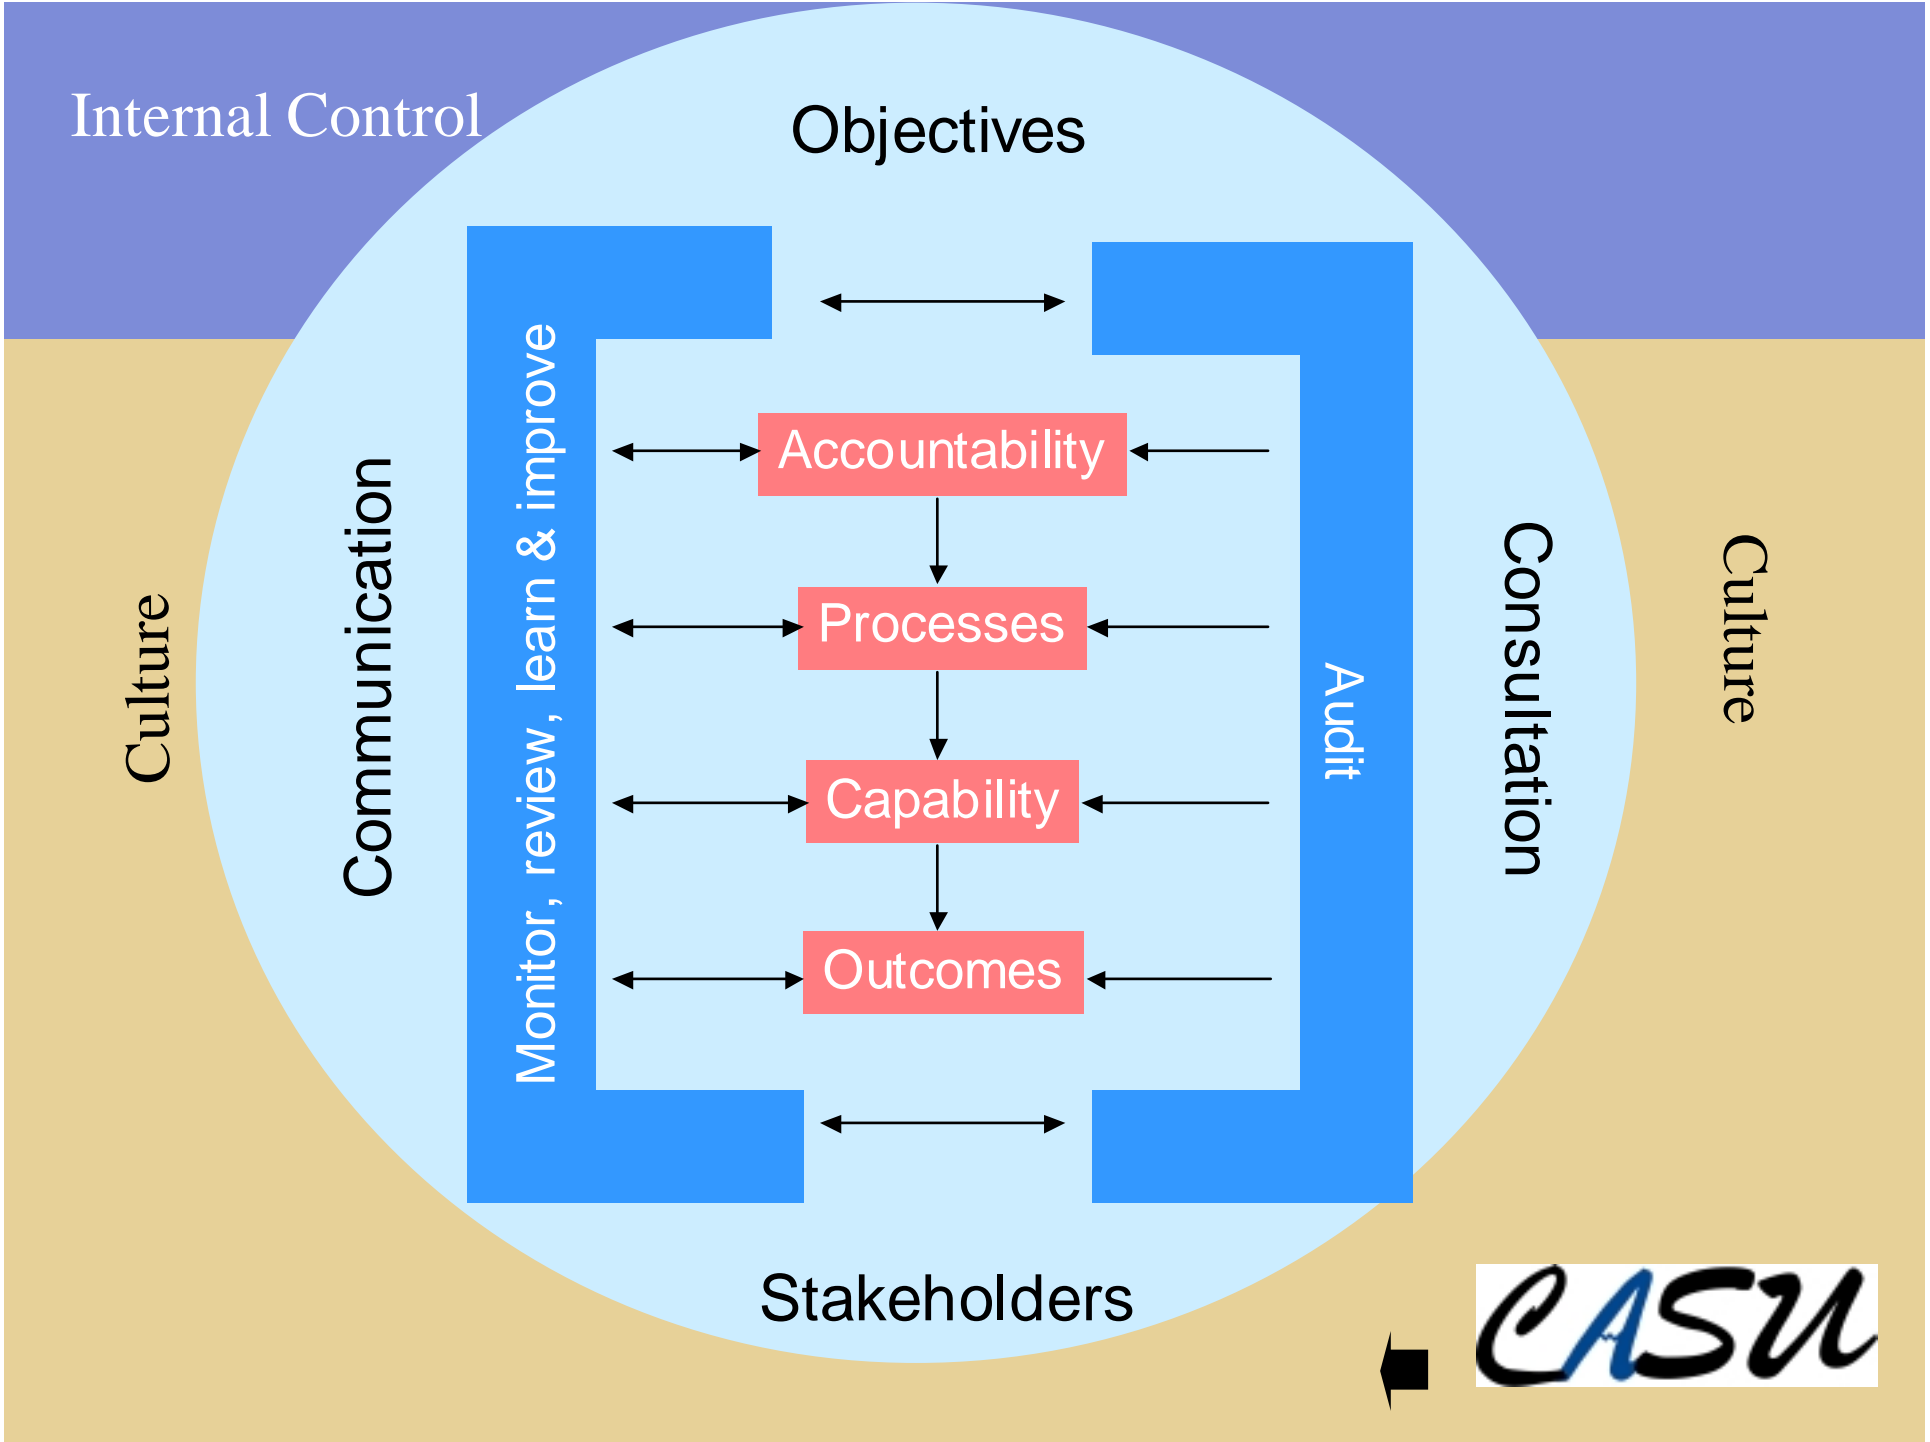 Internal Control
Objectives
Culture
Communication
Monitor, review, learn & improve
Accountability
Processes
Capability
Outcomes
Audit
Consultation
Culture
Stakeholders
CASU